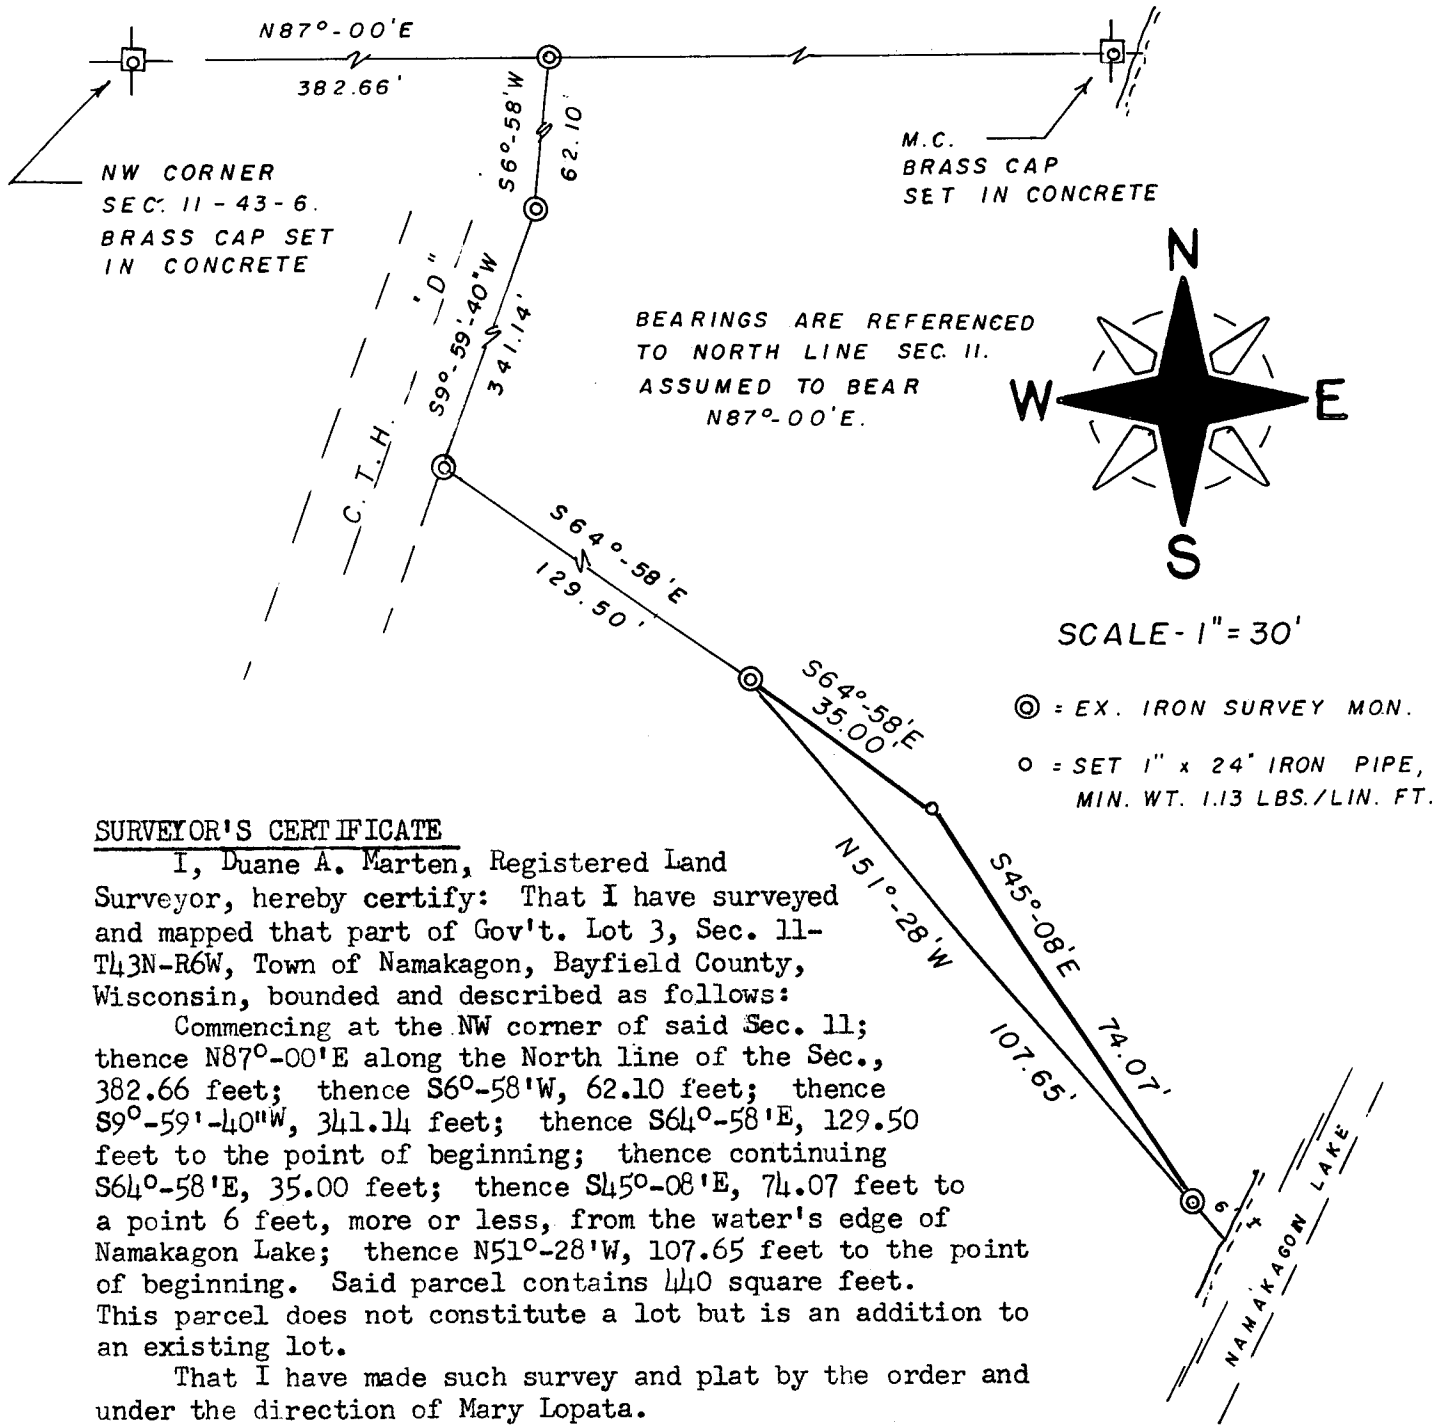 N87°-00'E
382.66'
S6°-58'W
62.10'
NW CORNER
SEC. 11-43-6.
BRASS CAP SET
IN CONCRETE
M.C.
BRASS CAP
SET IN CONCRETE
S9°-59'-40"W
341.14'
C. T. H. "D"
BEARINGS ARE REFERENCED
TO NORTH LINE SEC. 11.
ASSUMED TO BEAR
N87°-00'E.
N
W E
S
SCALE - 1" = 30'
S64°-58'E
129.50'
S64°-58'E
35.00'
= EX. IRON SURVEY MON.
= SET 1" x 24" IRON PIPE,
MIN. WT. 1.13 LBS./LIN. FT.
N51°-28'W
107.65'
S45°-08'E
74.07'
6' ±
NAMAKAGON LAKE
SURVEYOR'S CERTIFICATE
I, Duane A. Marten, Registered Land
Surveyor, hereby certify: That I have surveyed
and mapped that part of Gov't. Lot 3, Sec. 11-
T43N-R6W, Town of Namakagon, Bayfield County,
Wisconsin, bounded and described as follows:
Commencing at the NW corner of said Sec. 11;
thence N87°-00'E along the North line of the Sec.,
382.66 feet; thence S6°-58'W, 62.10 feet; thence
S9°-59'-40"W, 341.14 feet; thence S64°-58'E, 129.50
feet to the point of beginning; thence continuing
S64°-58'E, 35.00 feet; thence S45°-08'E, 74.07 feet to
a point 6 feet, more or less, from the water's edge of
Namakagon Lake; thence N51°-28'W, 107.65 feet to the point
of beginning. Said parcel contains 440 square feet.
This parcel does not constitute a lot but is an addition to
an existing lot.
That I have made such survey and plat by the order and
under the direction of Mary Lopata.